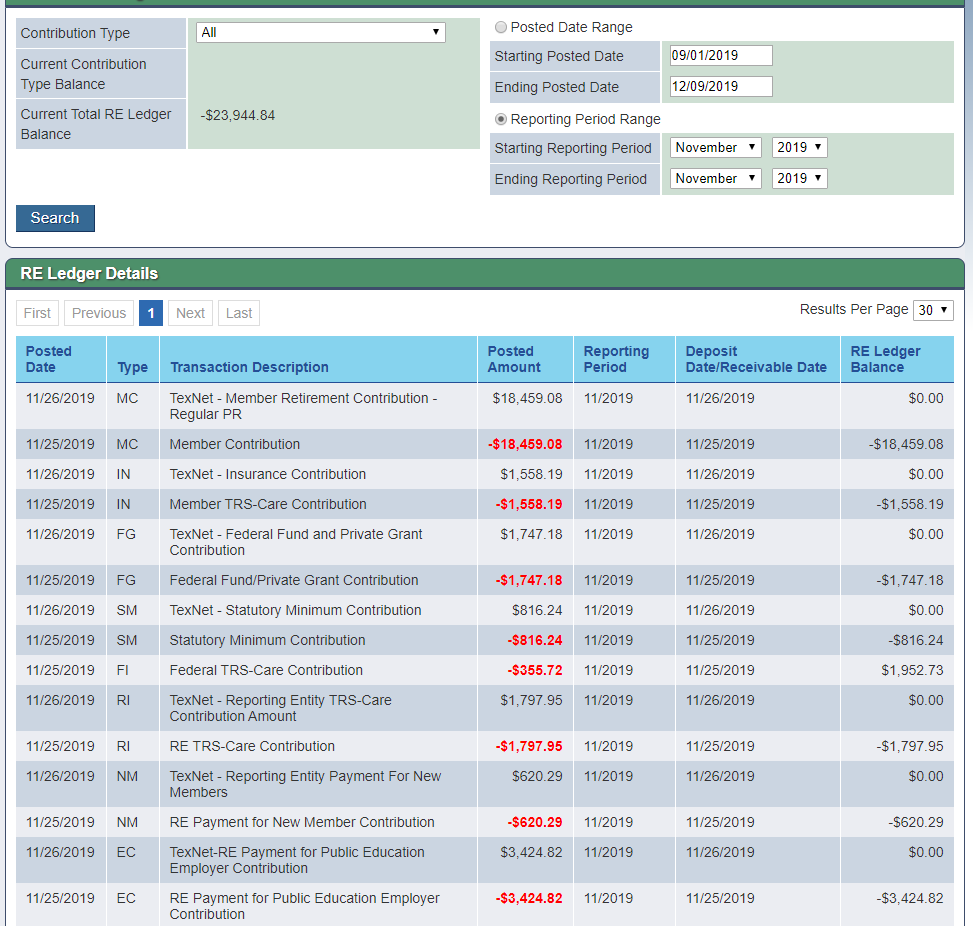 Contribution Type
All
Current Contribution
Type Balance
Current Total RE Ledger
Balance
-$23,944.84
Posted Date Range
Starting Posted Date
09/01/2019
Ending Posted Date
12/09/2019
Reporting Period Range
Starting Reporting Period
November
2019
Ending Reporting Period
November
2019
Search
RE Ledger Details
First Previous 1 Next Last
Results Per Page 30
Posted
Date
Type
Transaction Description
Posted
Amount
Reporting
Period
Deposit
Date/Receivable Date
RE Ledger
Balance
11/26/2019 MC TexNet - Member Retirement Contribution - $18,459.08 11/2019 11/26/2019 $0.00
Regular PR
11/25/2019 MC Member Contribution -$18,459.08 11/2019 11/25/2019 -$18,459.08
11/26/2019 IN TexNet - Insurance Contribution $1,558.19 11/2019 11/26/2019 $0.00
11/25/2019 IN Member TRS-Care Contribution -$1,558.19 11/2019 11/25/2019 -$1,558.19
11/26/2019 FG TexNet - Federal Fund and Private Grant $1,747.18 11/2019 11/26/2019 $0.00
Contribution
11/25/2019 FG Federal Fund/Private Grant Contribution -$1,747.18 11/2019 11/25/2019 -$1,747.18
11/26/2019 SM TexNet - Statutory Minimum Contribution $816.24 11/2019 11/26/2019 $0.00
11/25/2019 SM Statutory Minimum Contribution -$816.24 11/2019 11/25/2019 -$816.24
11/25/2019 FI Federal TRS-Care Contribution -$355.72 11/2019 11/25/2019 $1,952.73
11/26/2019 RI TexNet - Reporting Entity TRS-Care $1,797.95 11/2019 11/26/2019 $0.00
Contribution Amount
11/25/2019 RI RE TRS-Care Contribution -$1,797.95 11/2019 11/25/2019 -$1,797.95
11/26/2019 NM TexNet - Reporting Entity Payment For New $620.29 11/2019 11/26/2019 $0.00
Members
11/25/2019 NM RE Payment for New Member Contribution -$620.29 11/2019 11/25/2019 -$620.29
11/26/2019 EC TexNet-RE Payment for Public Education $3,424.82 11/2019 11/26/2019 $0.00
Employer Contribution
11/25/2019 EC RE Payment for Public Education Employer -$3,424.82 11/2019 11/25/2019 -$3,424.82
Contribution